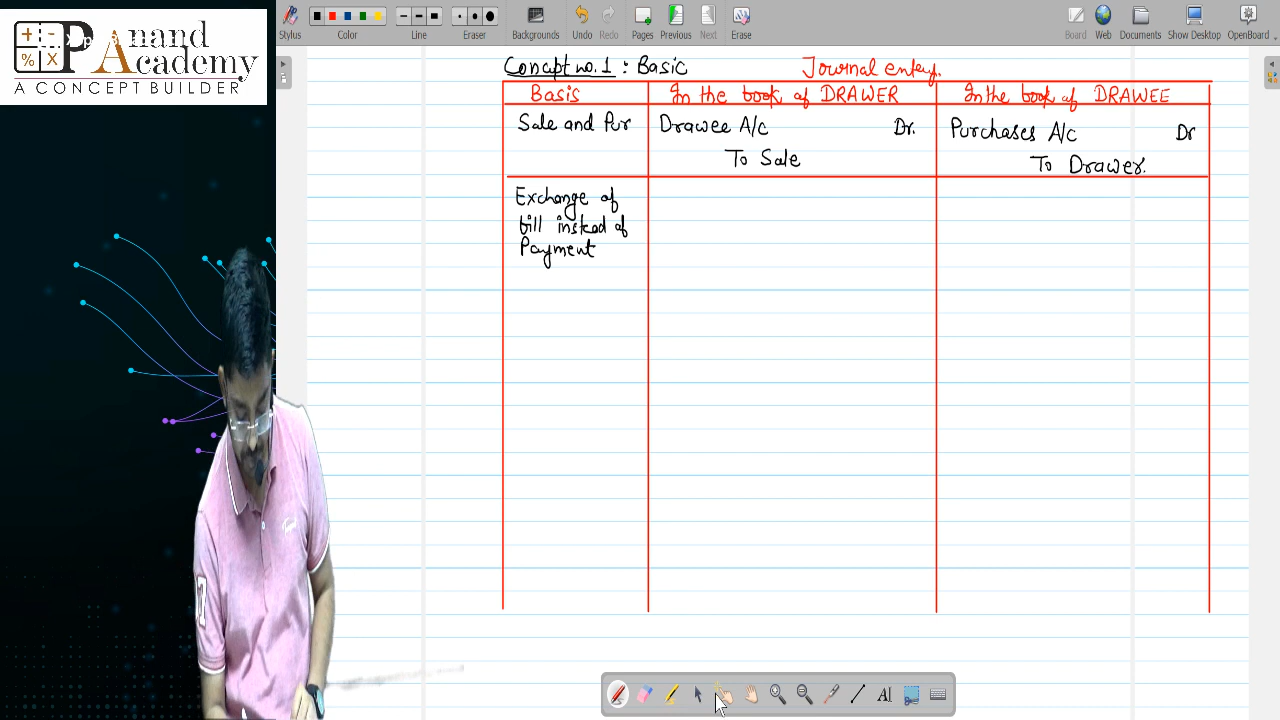 Anand
Academy
A CONCEPT BUILDER
Stylus
Color
Line
Eraser
Backgrounds
Undo
Redo
Pages
Previous
Next
Erase
Board
Web
Documents
Show Desktop
OpenBoard
Concapt no. 1 : Basic Journal entry.
Basis In the book of DRAWER In the book of DRAWEE
Sale and Pur Drawee A/c Dr. Purchases A/c Dr
To Sale To Drawer.
Exchange of
bill instead of
Payment